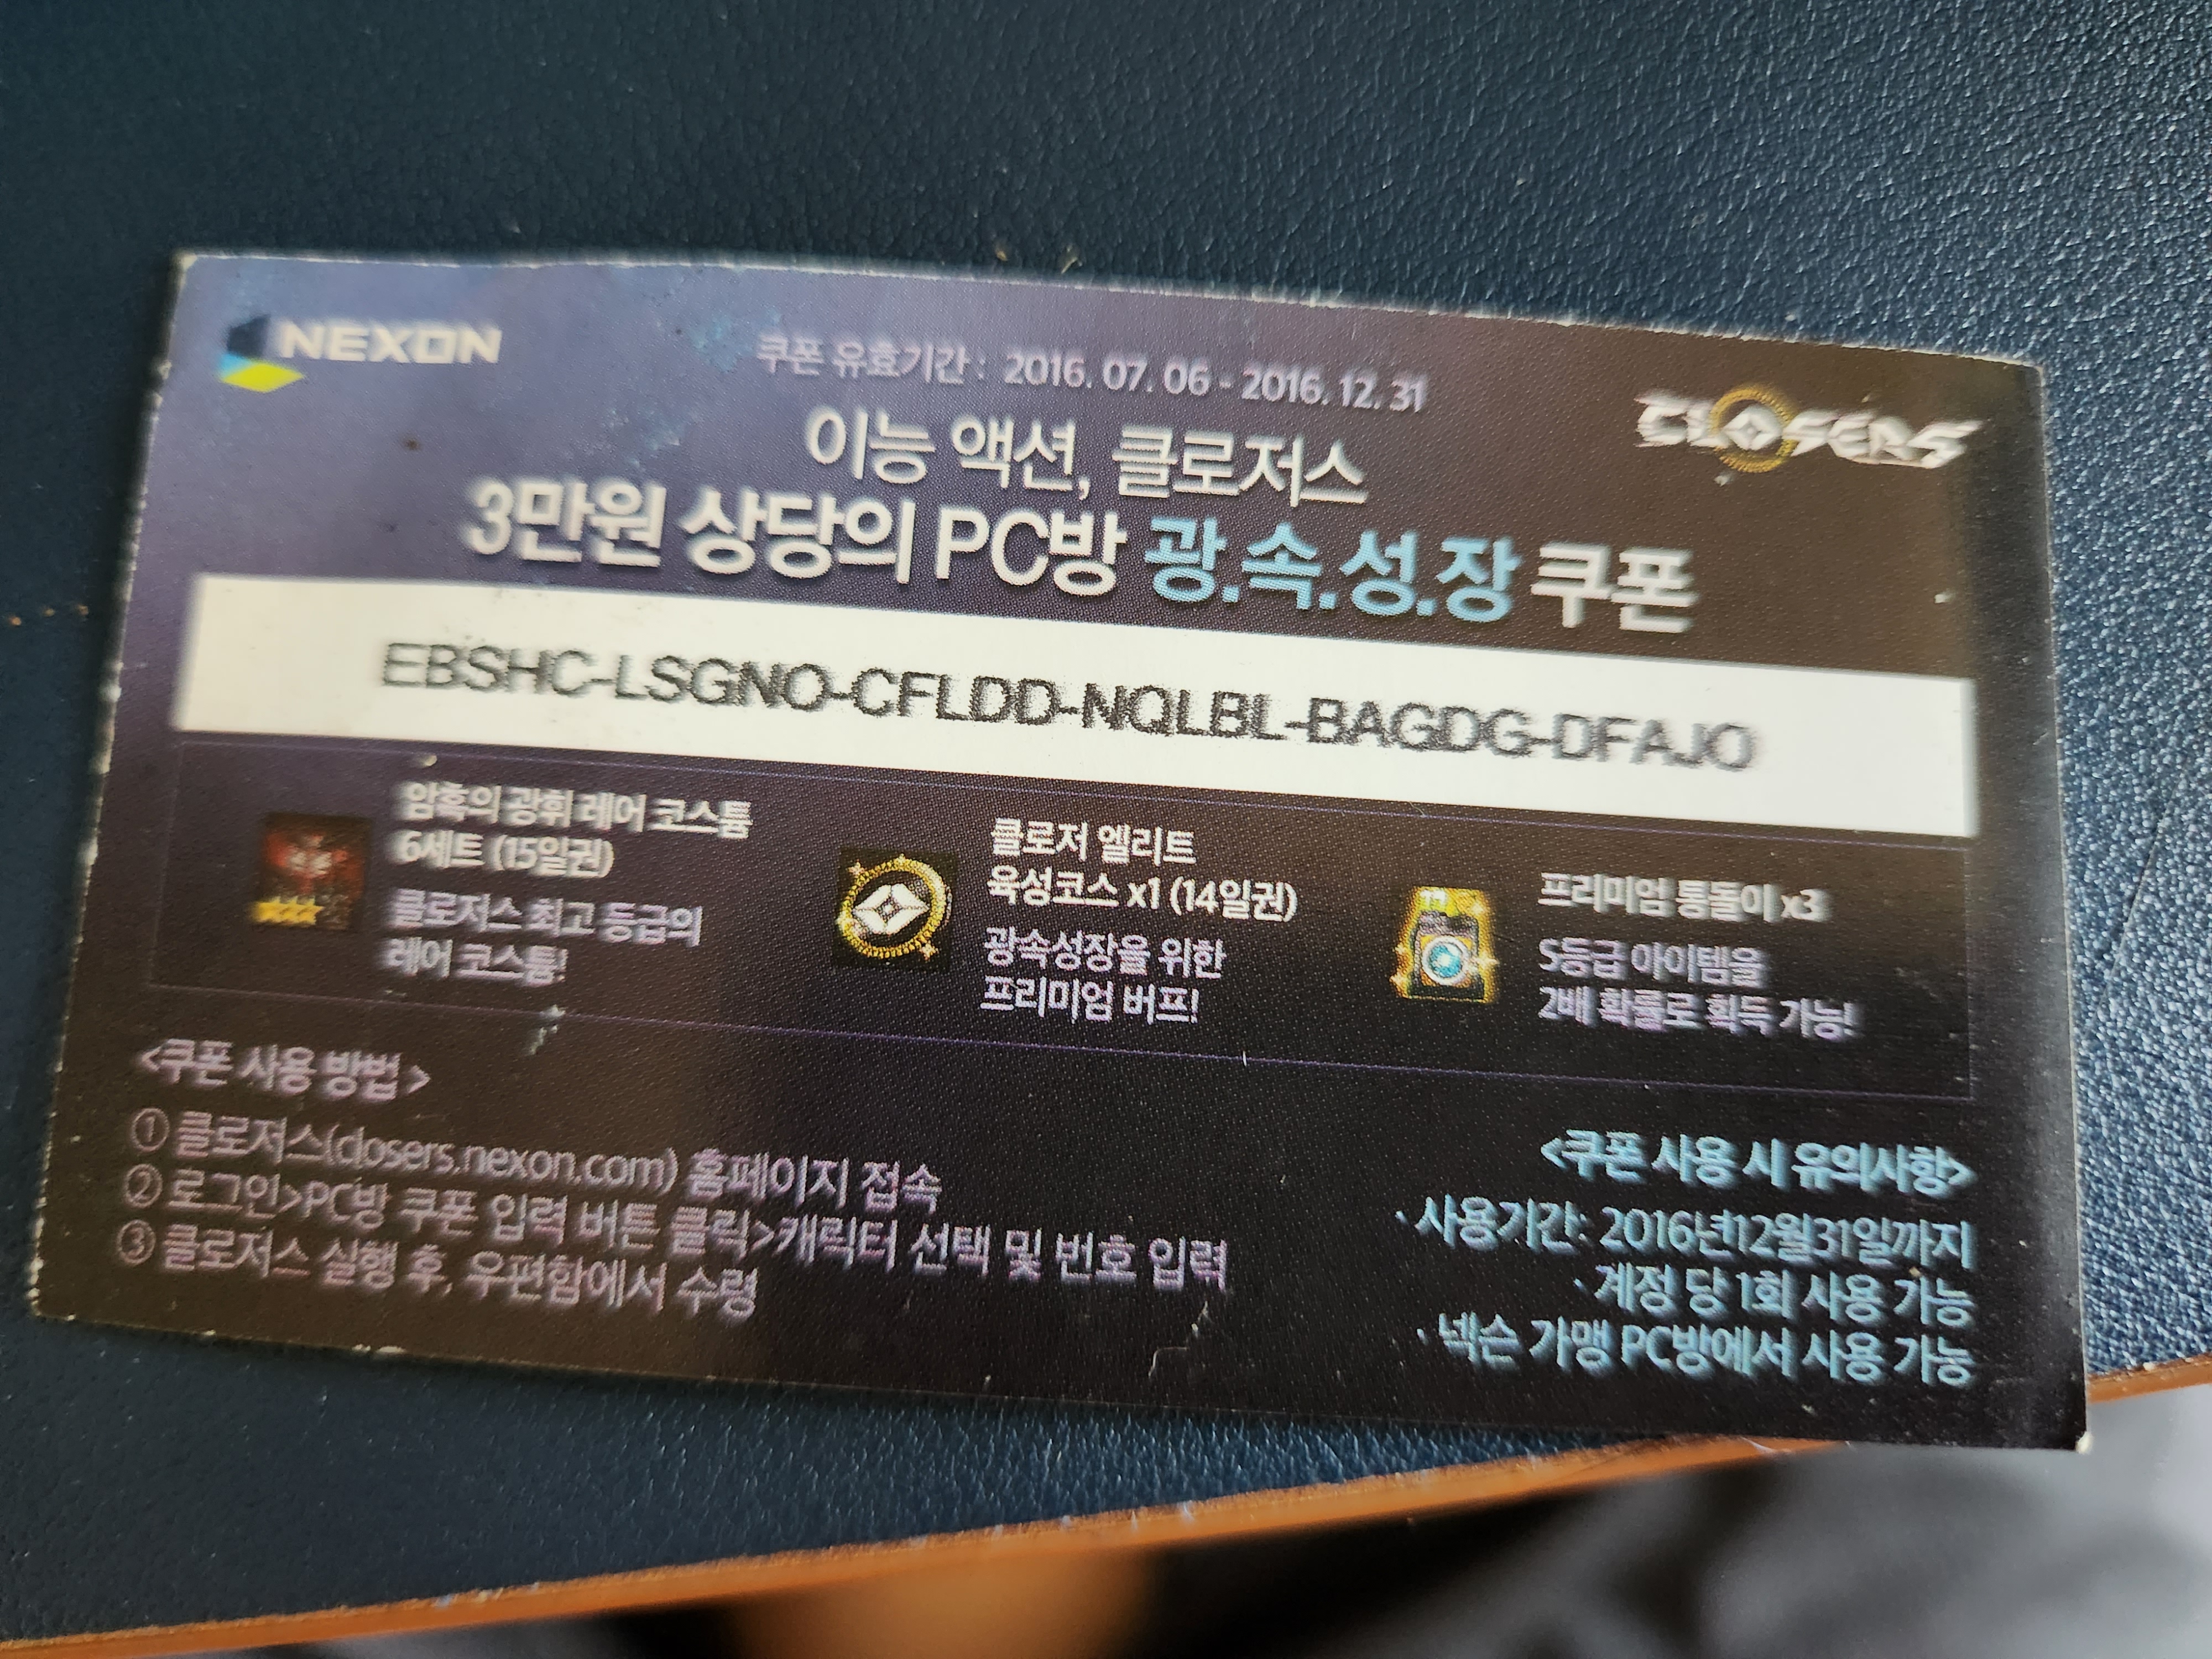 NEXON
쿠폰 유효기간 : 2016. 07. 06 - 2016. 12. 31
CLOSERS
이능 액션, 클로저스
3만원 상당의 PC방 광.속.성.장 쿠폰
EBSHC-LSGNO-CFLDD-NQLBL-BAGDG-DFAJO
암흑의 광휘 레어 코스튬
6세트 (15일권)
클로저스 최고 등급의
레어 코스튬!
클로저 엘리트
육성코스 x1 (14일권)
광속성장을 위한
프리미엄 버프!
프리미엄 통돌이 x3
S등급 아이템을
2배 확률로 획득 가능!
<쿠폰 사용 방법 >
① 클로저스(closers.nexon.com) 홈페이지 접속
② 로그인>PC방 쿠폰 입력 버튼 클릭>캐릭터 선택 및 번호 입력
③ 클로저스 실행 후, 우편함에서 수령
<쿠폰 사용 시 유의사항>
· 사용기간: 2016년12월31일까지
· 계정 당 1회 사용 가능
· 넥슨 가맹 PC방에서 사용 가능